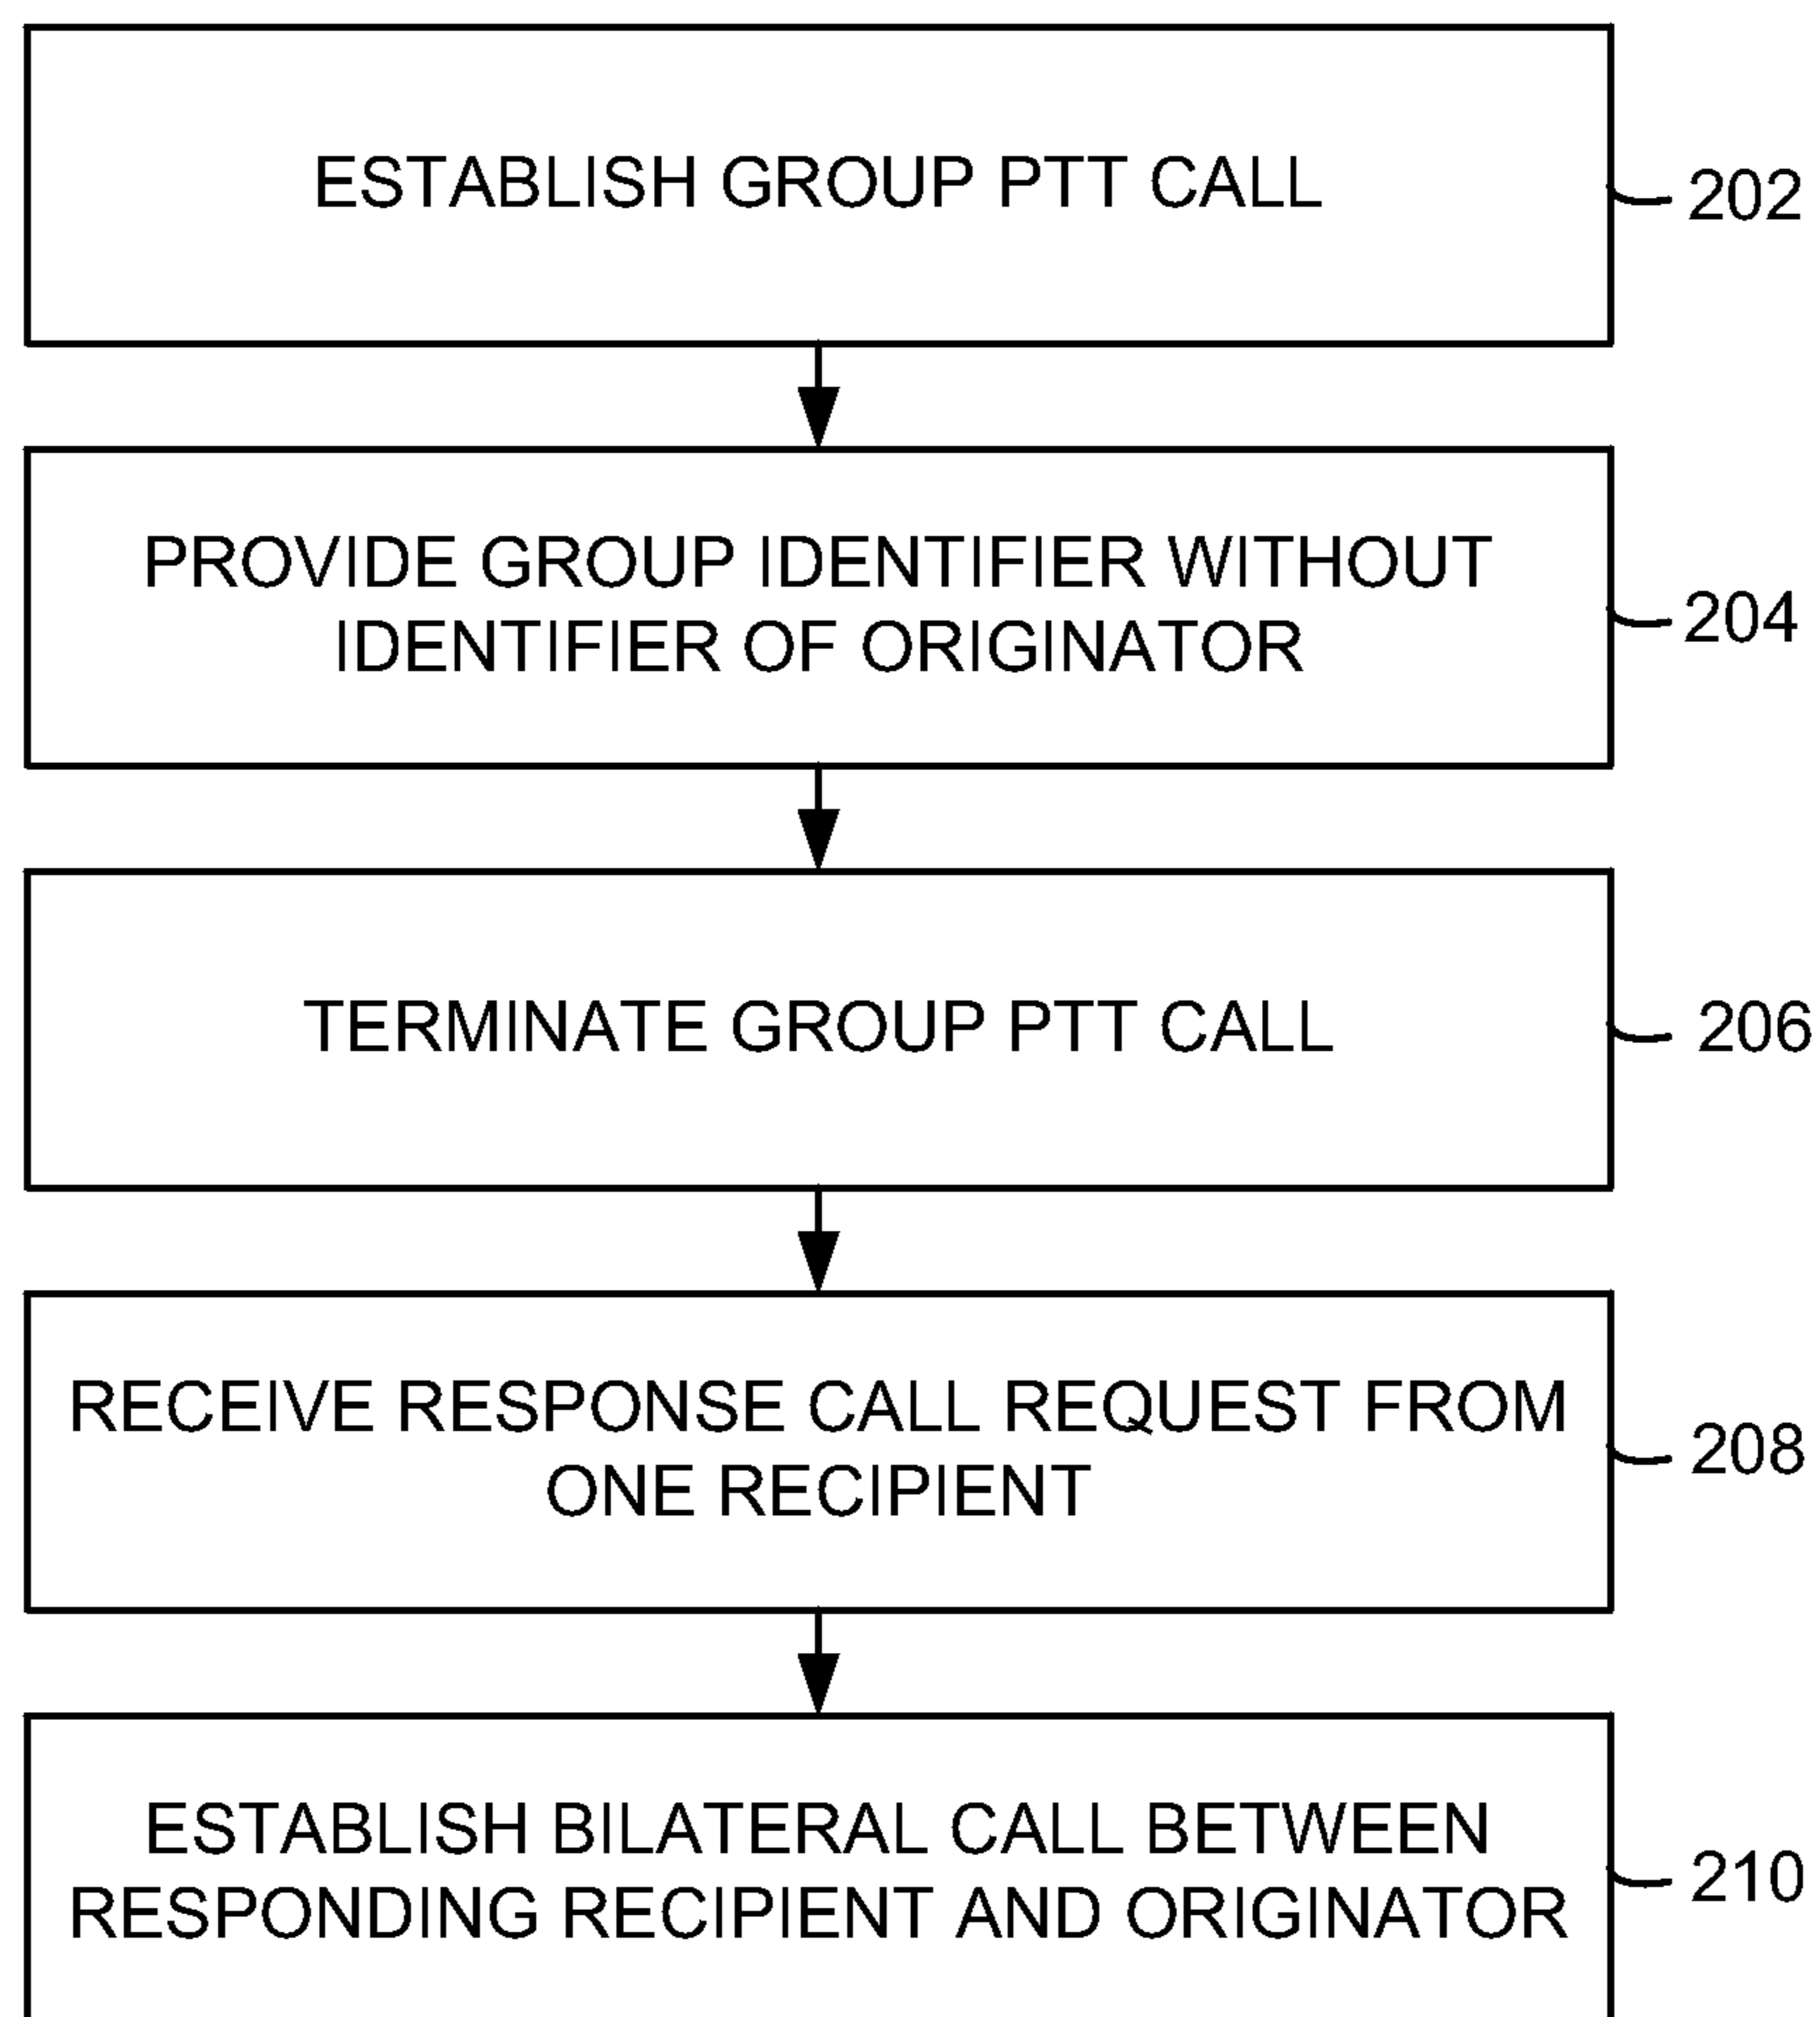 ESTABLISH GROUP PTT CALL
202
PROVIDE GROUP IDENTIFIER WITHOUT
IDENTIFIER OF ORIGINATOR
204
TERMINATE GROUP PTT CALL
206
RECEIVE RESPONSE CALL REQUEST FROM
ONE RECIPIENT
208
ESTABLISH BILATERAL CALL BETWEEN
RESPONDING RECIPIENT AND ORIGINATOR
210